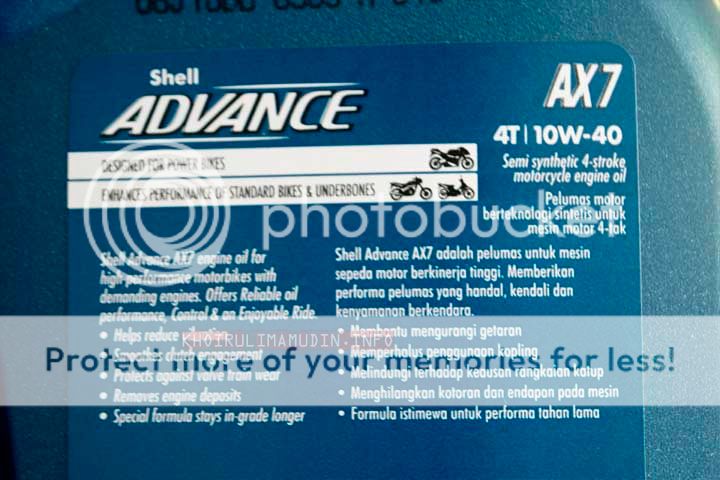 Shell
ADVANCE
AX7
4T | 10W-40
DESIGNED FOR POWER BIKES
ENHANCES PERFORMANCE OF STANDARD BIKES & UNDERBONES
Semi synthetic 4-stroke
motorcycle engine oil
Pelumas motor
berteknologi sintetis untuk
mesin motor 4-tak
photobucket
Shell Advance AX7 engine oil for
high performance motorbikes with
demanding engines. Offers Reliable oil
performance, Control & an Enjoyable Ride.
• Helps reduce vibration
• Smoothes clutch engagement
• Protects against valve train wear
• Removes engine deposits
• Special formula stays in-grade longer
Shell Advance AX7 adalah pelumas untuk mesin
sepeda motor berkinerja tinggi. Memberikan
performa pelumas yang handal, kendali dan
kenyamanan berkendara.
• Membantu mengurangi getaran
• Memperhalus penggunaan kopling
• Melindungi terhadap keausan rangkaian katup
• Menghilangkan kotoran dan endapan pada mesin
• Formula istimewa untuk performa tahan lama
KHOIRULIMAMUDIN.INFO
Protect more of your memories for less!